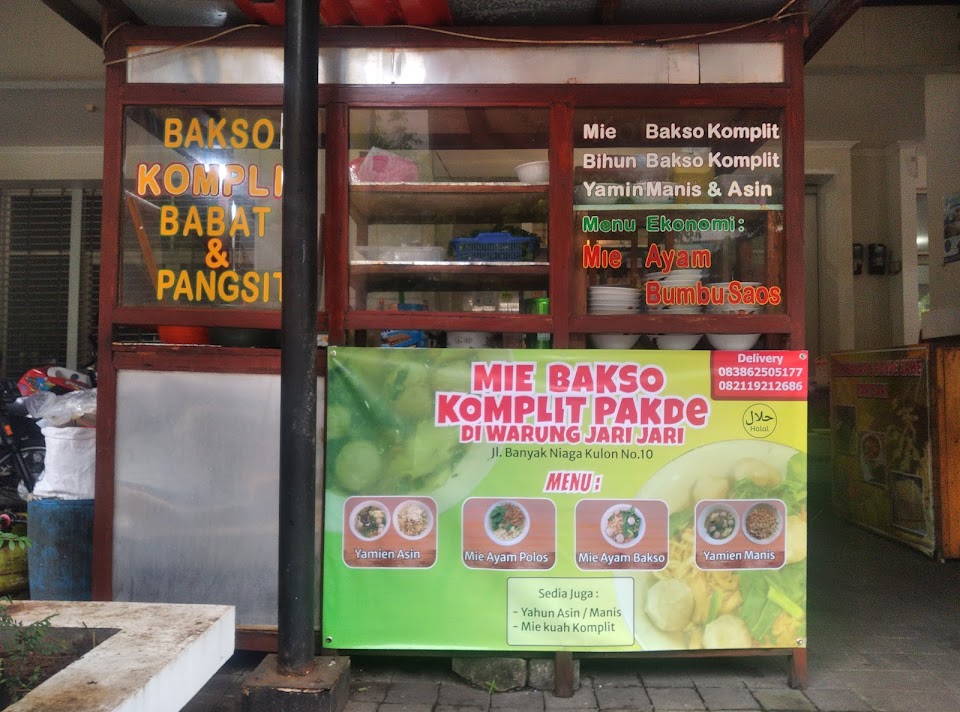 BAKSO
KOMPLI
BABAT
&
PANGSIT
Mie Bakso Komplit
Bihun Bakso Komplit
Yamin Manis & Asin
Menu Ekonomi:
Mie Ayam
Bumbu Saos
MIE BAKSO
KOMPLIT PAKDe
DI WARUNG JARI JARI
Jl. Banyak Niaga Kulon No.10
Delivery
083862505177
082119212686
حلال
Halal
MENU :
Yamien Asin
Mie Ayam Polos
Mie Ayam Bakso
Yamien Manis
Sedia Juga :
- Yahun Asin / Manis
- Mie kuah Komplit